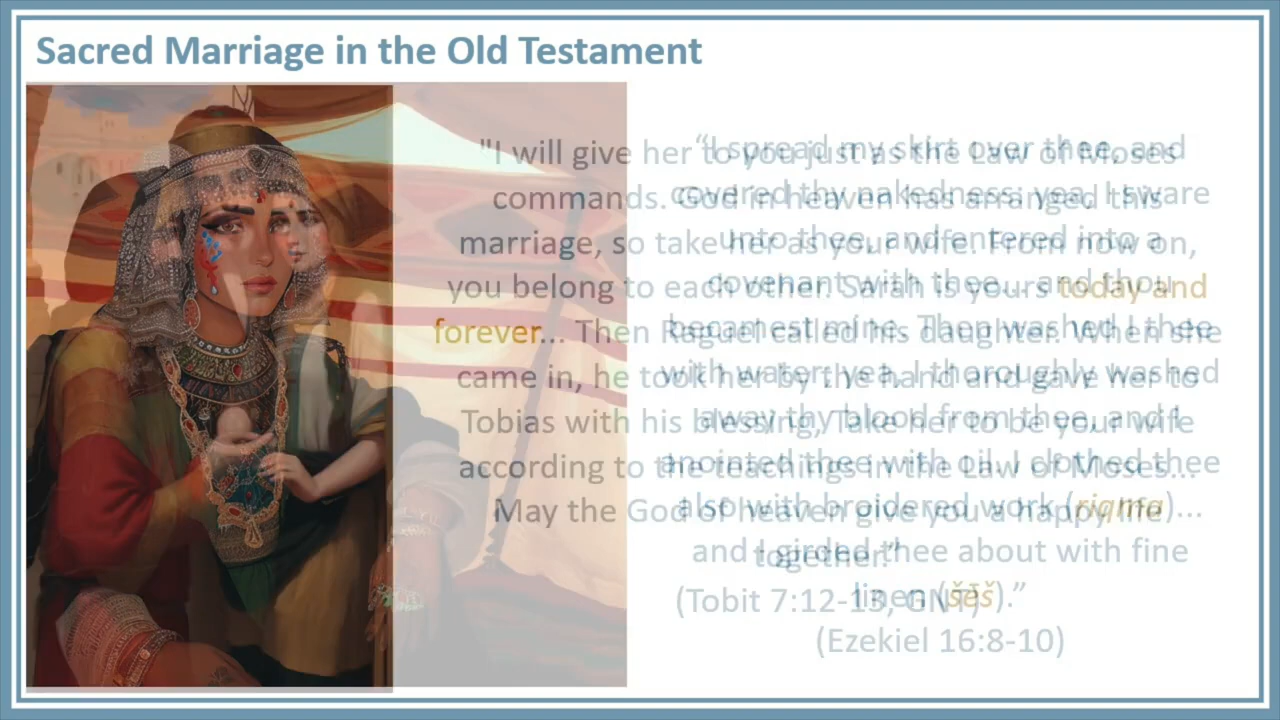 Sacred Marriage in the Old Testament
"I will give her to you just as the Law of Moses
commands. God in heaven has arranged this
marriage, so take her as your wife. From now on,
you belong to each other. Sarah is yours today and
forever... Then Raguel called his daughter. When she
came in, he took her by the hand and gave her to
Tobias with his blessing, Take her to be your wife
according to the teachings in the Law of Moses...
May the God of heaven give you a happy life
together."
(Tobit 7:12-13, GNT)
“I spread my skirt over thee, and
covered thy nakedness: yea, I sware
unto thee, and entered into a
covenant with thee... and thou
becamest mine. Then washed I thee
with water; yea, I thoroughly washed
away thy blood from thee, and I
anointed thee with oil. I clothed thee
also with broidered work (riqma)...
and I girded thee about with fine
linen (šēš).”
(Ezekiel 16:8-10)